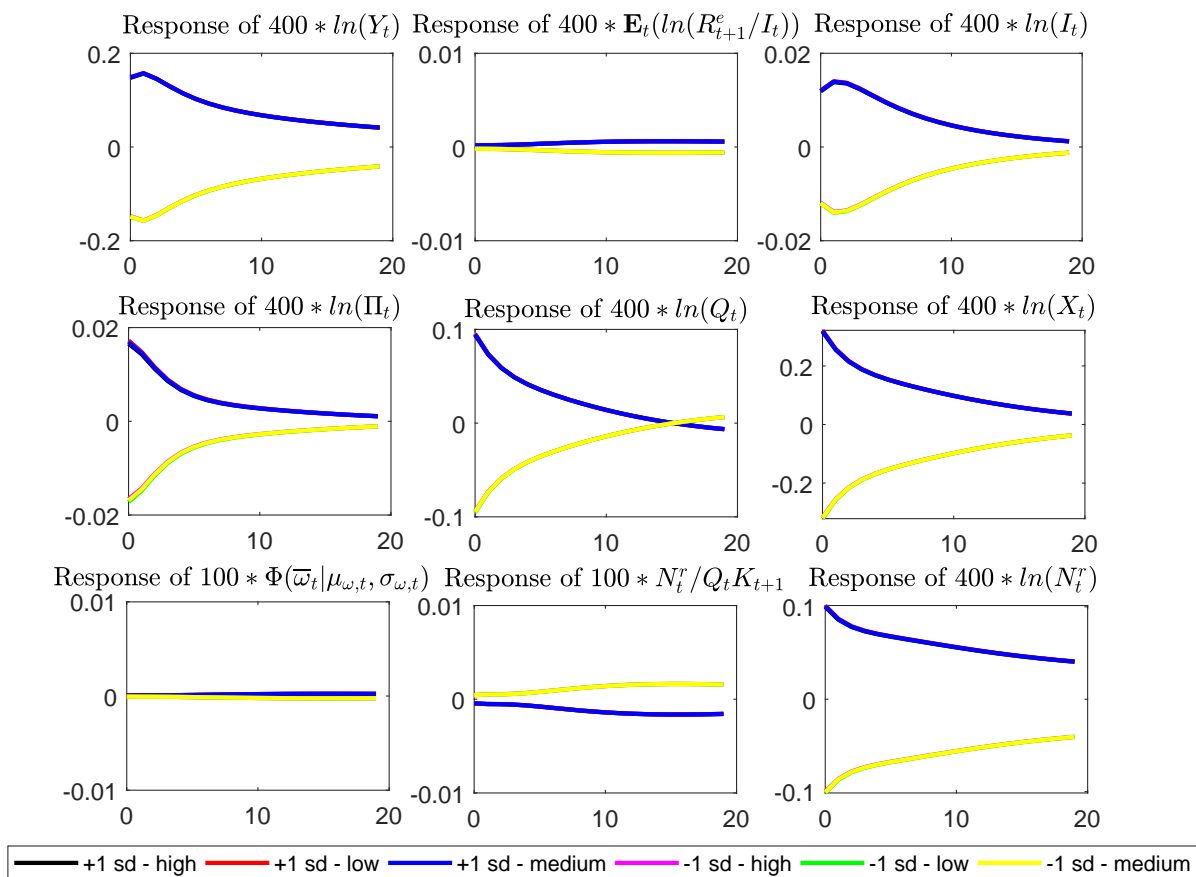 Response of 400 ∗ ln(Y_t)
Response of 400 ∗ E_t(ln(R^e_{t+1}/I_t))
Response of 400 ∗ ln(I_t)
0.2
0
-0.2
0 10 20
0.01
0
-0.01
0 10 20
0.02
0
-0.02
0 10 20
Response of 400 ∗ ln(Π_t)
Response of 400 ∗ ln(Q_t)
Response of 400 ∗ ln(X_t)
0.02
0
-0.02
0 10 20
0.1
0
-0.1
0 10 20
0.2
0
-0.2
0 10 20
Response of 100 ∗ Φ(ω̅_t|μ_{ω,t}, σ_{ω,t})
Response of 100 ∗ N^r_t/Q_tK_{t+1}
Response of 400 ∗ ln(N^r_t)
0.01
0
-0.01
0 10 20
0.01
0
-0.01
0 10 20
0.1
0
-0.1
0 10 20
+1 sd - high +1 sd - low +1 sd - medium -1 sd - high -1 sd - low -1 sd - medium